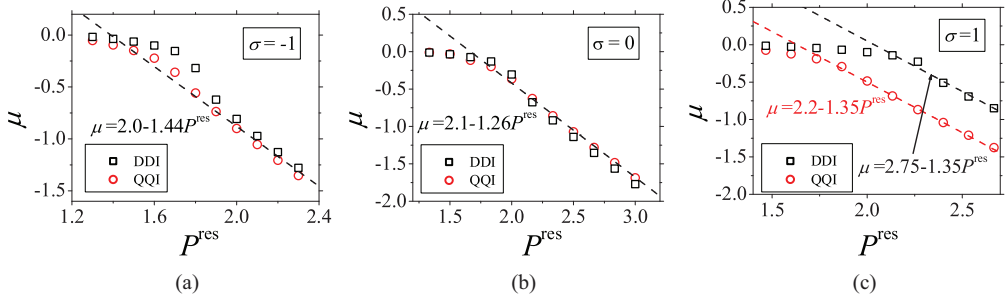 σ = -1
0.0
-0.5
-1.0
-1.5
μ
μ=2.0-1.44P^res
DDI
QQI
1.2 1.6 2.0 2.4
P^res
(a)
σ = 0
0.5
0.0
-0.5
-1.0
-1.5
-2.0
μ
μ=2.1-1.26P^res
DDI
QQI
1.5 2.0 2.5 3.0
P^res
(b)
σ=1
0.5
0.0
-0.5
-1.0
-1.5
-2.0
μ
μ=2.2-1.35P^res
μ=2.75-1.35P^res
DDI
QQI
1.5 2.0 2.5
P^res
(c)